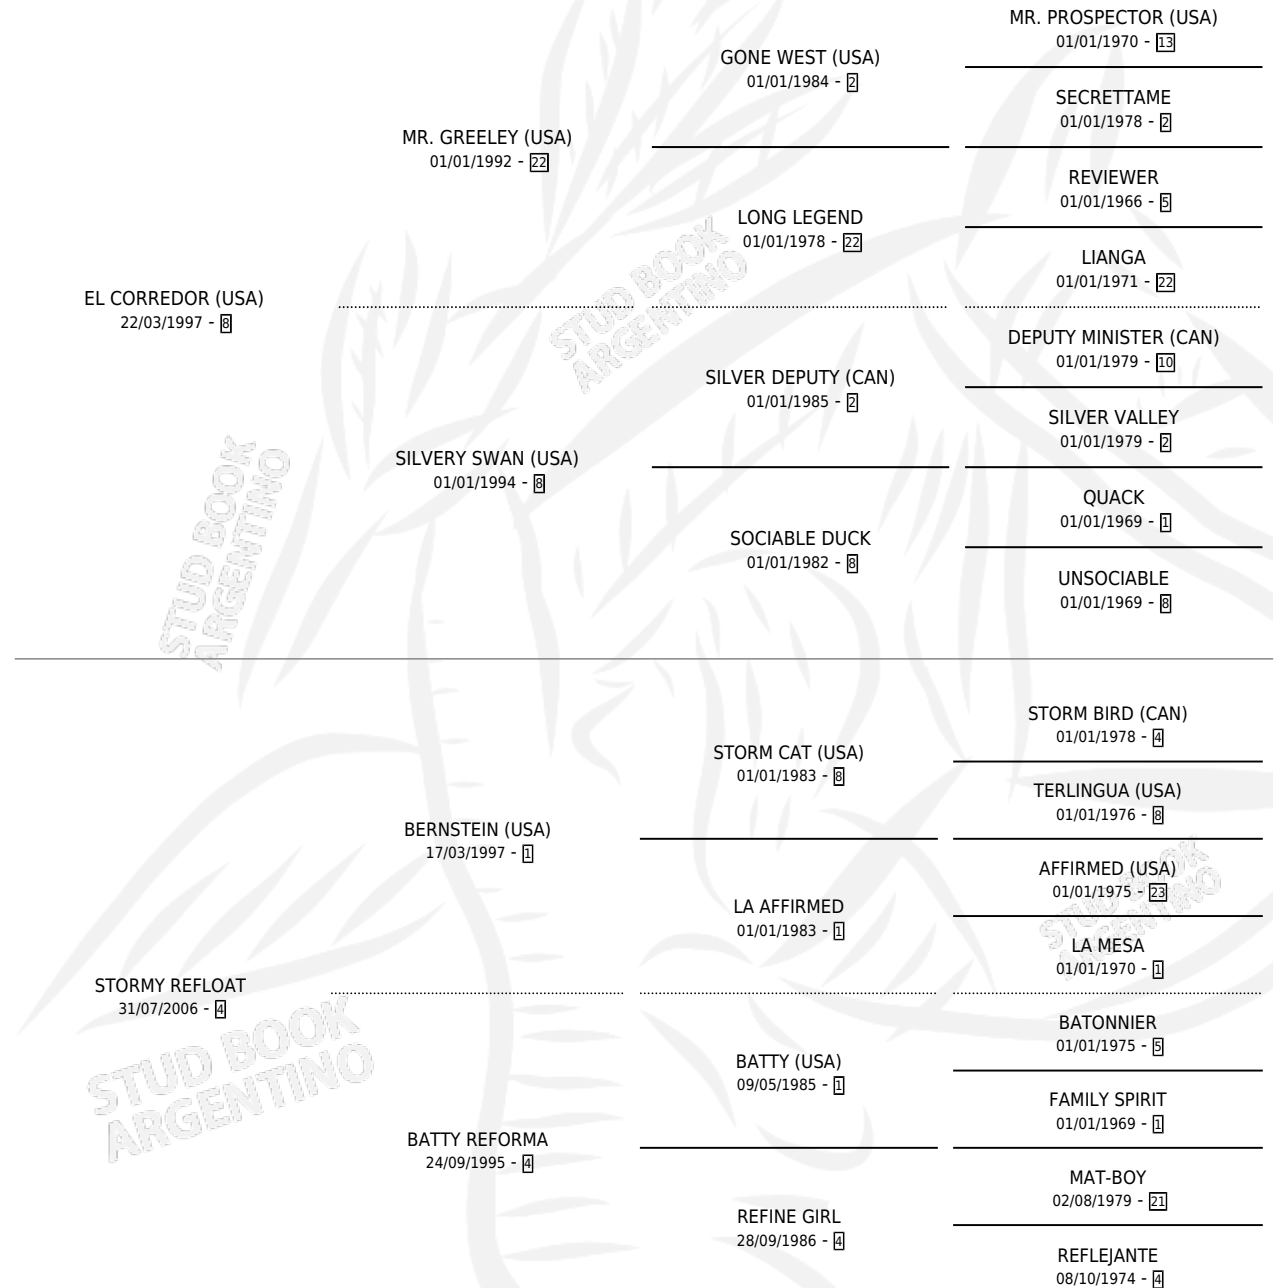 MR. PROSPECTOR (USA)
01/01/1970 - 13
GONE WEST (USA)
01/01/1984 - 2
SECRETTAME
01/01/1978 - 2
MR. GREELEY (USA)
01/01/1992 - 22
REVIEWER
01/01/1966 - 5
LONG LEGEND
01/01/1978 - 22
LIANGA
01/01/1971 - 22
EL CORREDOR (USA)
22/03/1997 - 8
DEPUTY MINISTER (CAN)
01/01/1979 - 10
SILVER DEPUTY (CAN)
01/01/1985 - 2
SILVER VALLEY
01/01/1979 - 2
SILVERY SWAN (USA)
01/01/1994 - 8
QUACK
01/01/1969 - 1
SOCIABLE DUCK
01/01/1982 - 8
UNSOCIABLE
01/01/1969 - 8
STORM BIRD (CAN)
01/01/1978 - 4
STORM CAT (USA)
01/01/1983 - 8
TERLINGUA (USA)
01/01/1976 - 8
BERNSTEIN (USA)
17/03/1997 - 1
AFFIRMED (USA)
01/01/1975 - 23
LA AFFIRMED
01/01/1983 - 1
LA MESA
01/01/1970 - 1
STORMY REFLOAT
31/07/2006 - 4
BATONNIER
01/01/1975 - 5
BATTY (USA)
09/05/1985 - 1
FAMILY SPIRIT
01/01/1969 - 1
BATTY REFORMA
24/09/1995 - 4
MAT-BOY
02/08/1979 - 21
REFINE GIRL
28/09/1986 - 4
REFLEJANTE
08/10/1974 - 4
STUD BOOK
ARGENTINO
STUD BOOK
ARGENTINO
STUD BOOK
ARGENTINO
STUD BOOK
ARGENTINO